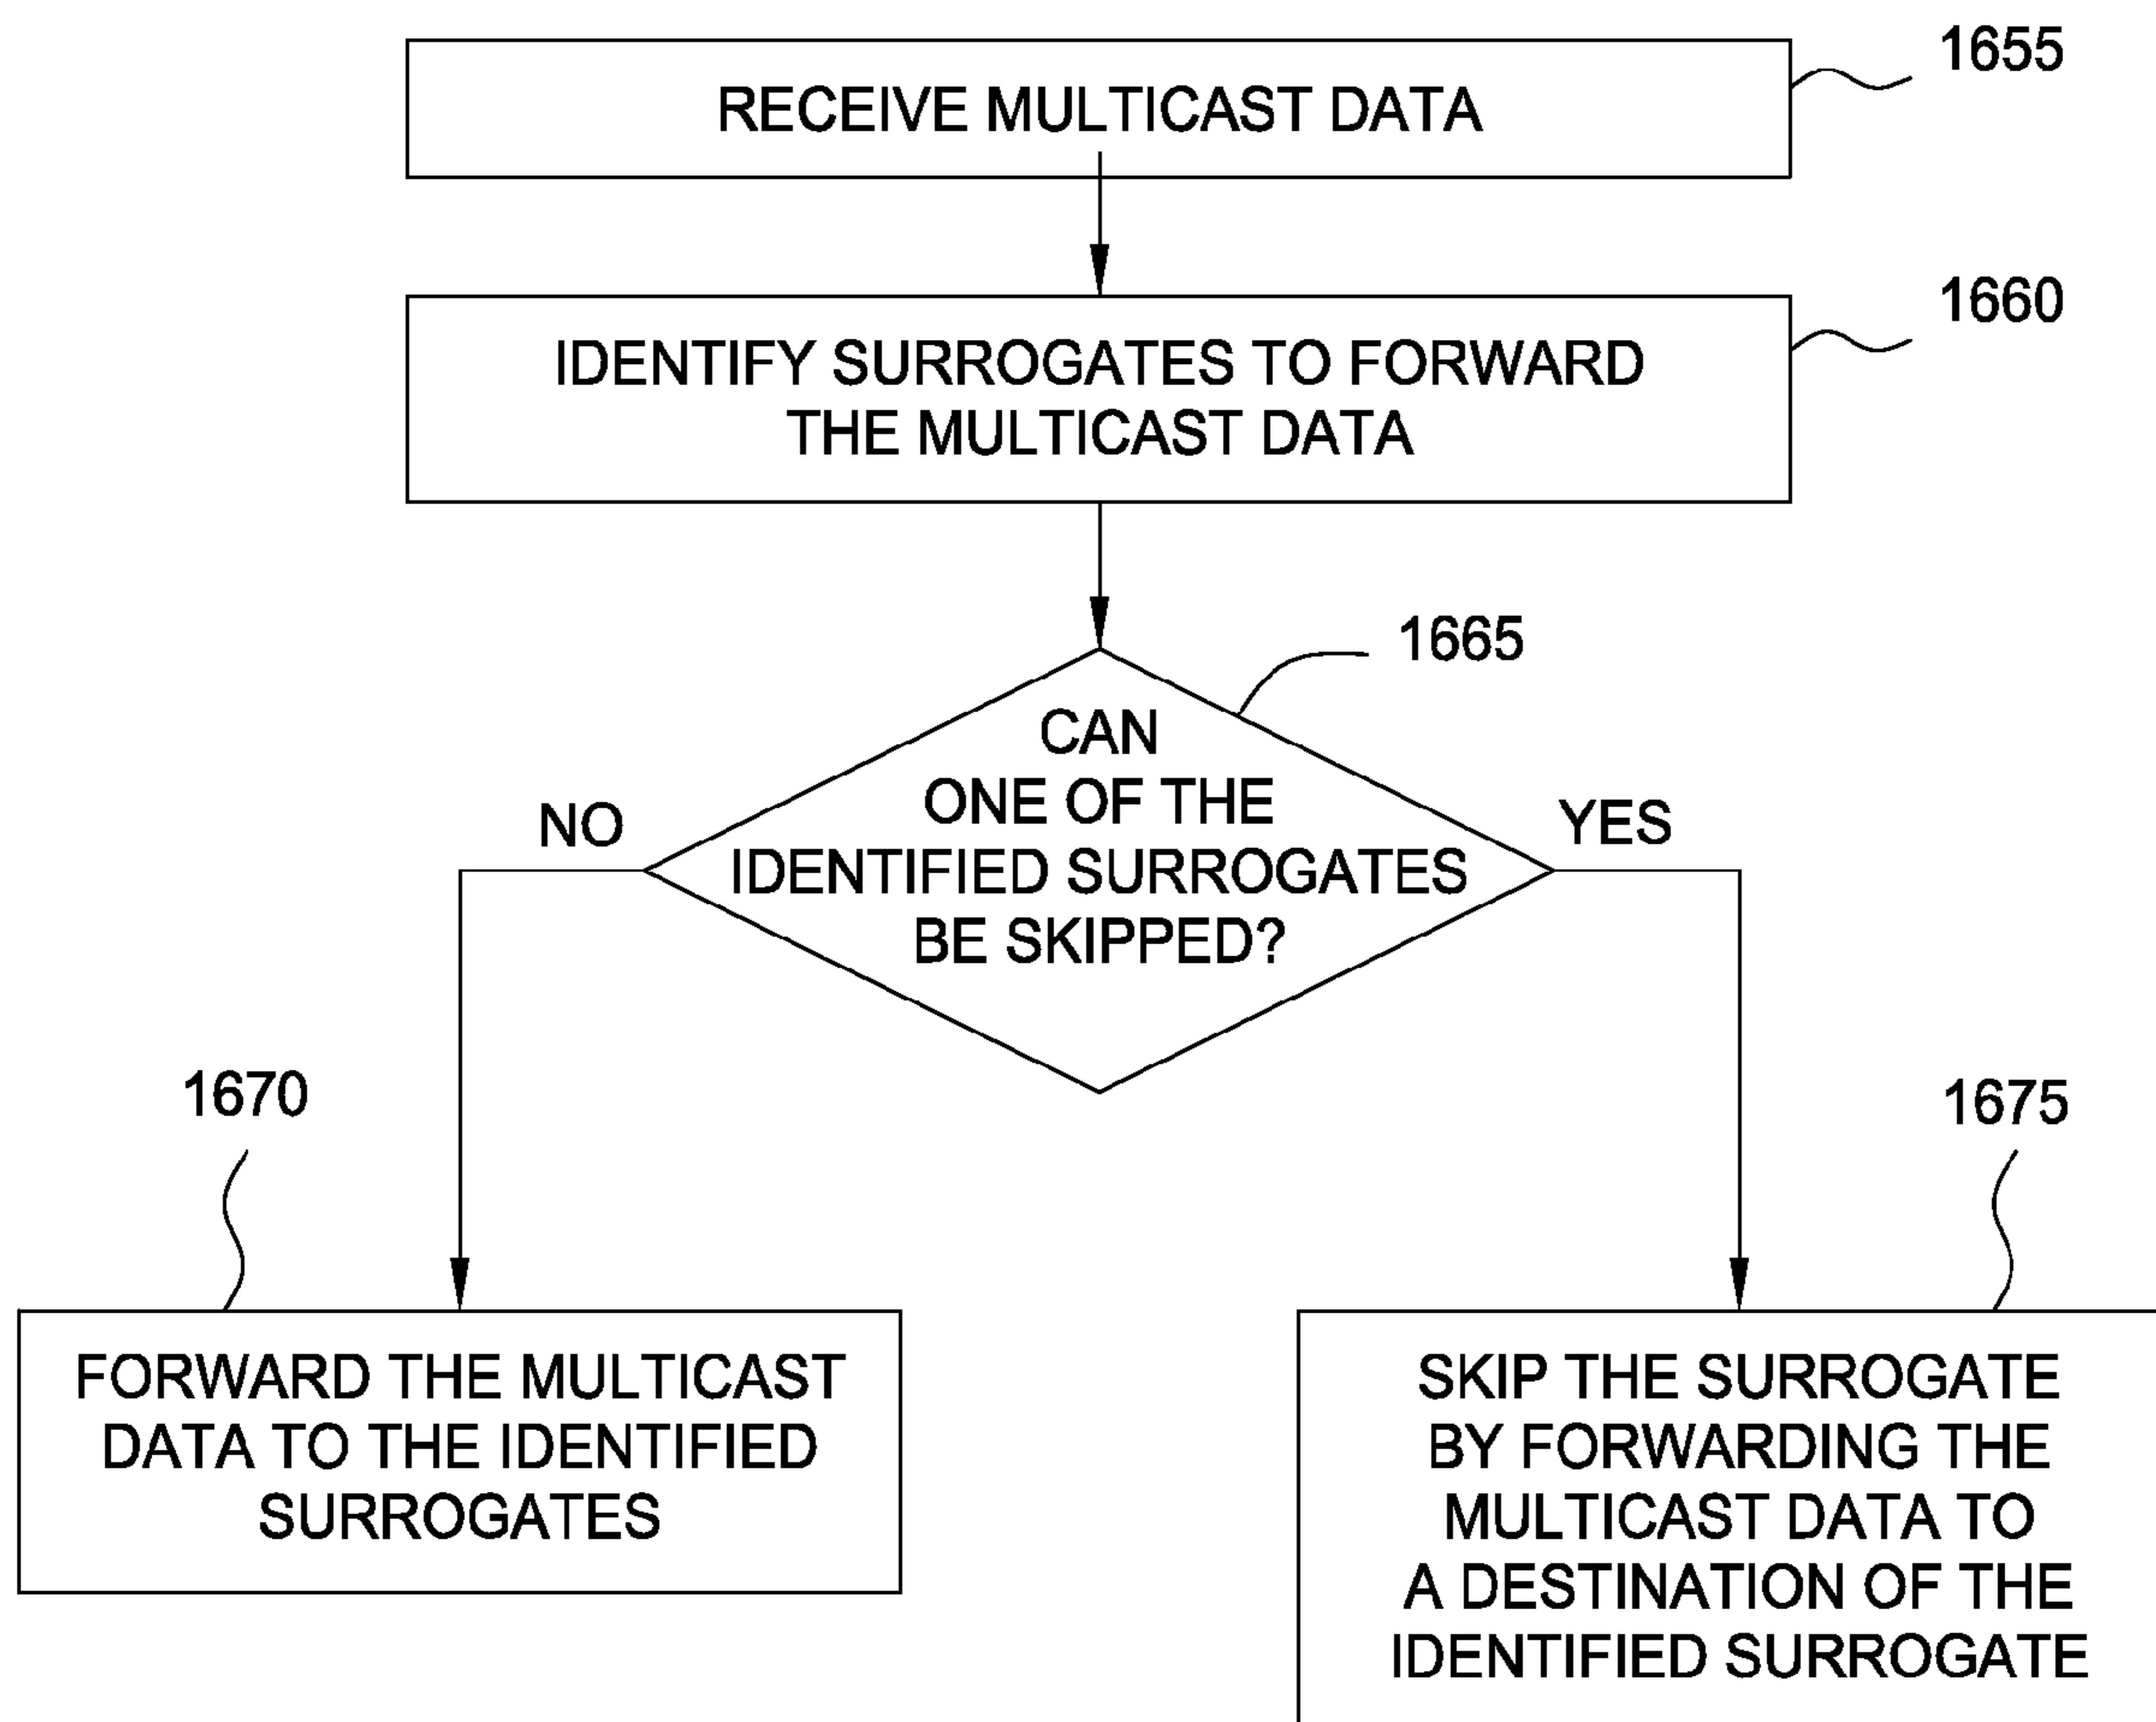 1655
RECEIVE MULTICAST DATA
1660
IDENTIFY SURROGATES TO FORWARD
THE MULTICAST DATA
1665
CAN
ONE OF THE
IDENTIFIED SURROGATES
BE SKIPPED?
NO
YES
1670
FORWARD THE MULTICAST
DATA TO THE IDENTIFIED
SURROGATES
1675
SKIP THE SURROGATE
BY FORWARDING THE
MULTICAST DATA TO
A DESTINATION OF THE
IDENTIFIED SURROGATE